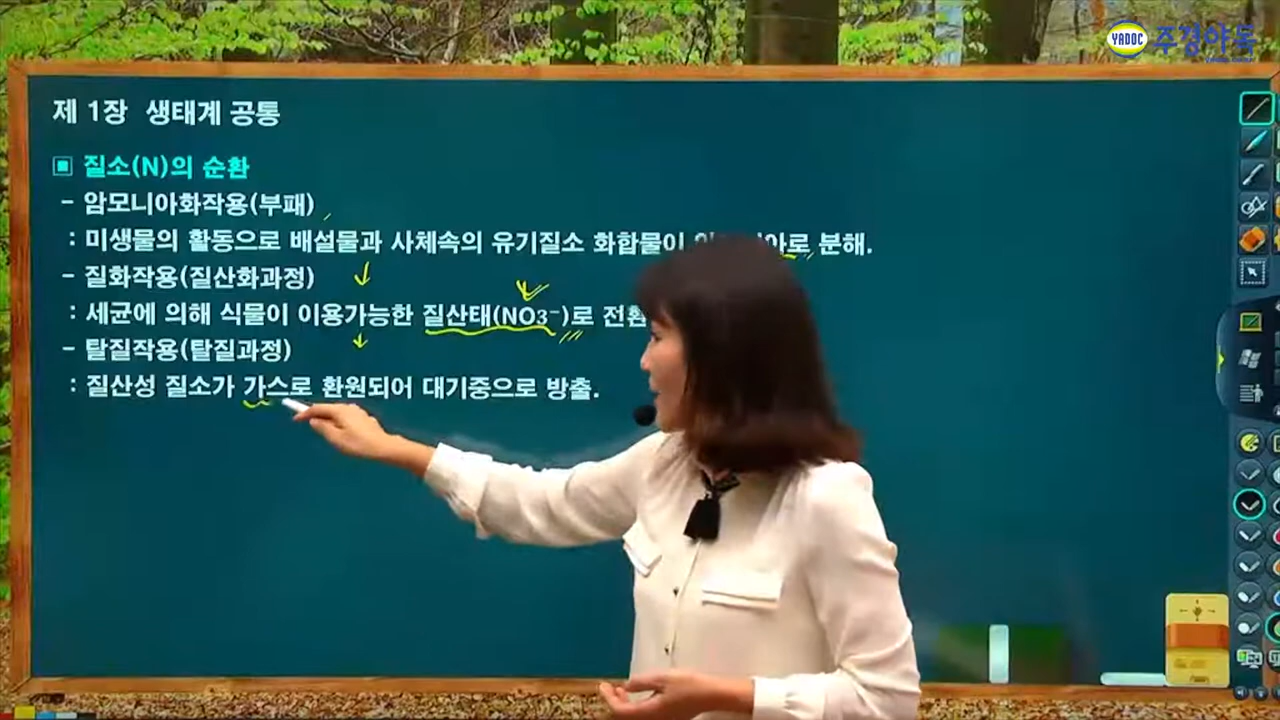 YADOC 주경야독
제 1장 생태계 공통
▣ 질소(N)의 순환
- 암모니아화작용(부패)
: 미생물의 활동으로 배설물과 사체속의 유기질소 화합물이 로 분해.
- 질화작용(질산화과정)
: 세균에 의해 식물이 이용가능한 질산태(NO3⁻)로 전환
- 탈질작용(탈질과정)
: 질산성 질소가 가스로 환원되어 대기중으로 방출.